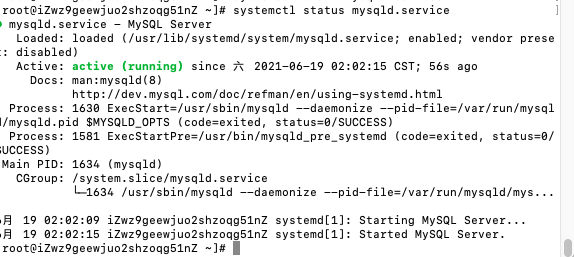 root@iZwz9geewjuo2shzoqg51nZ ~]# systemctl status mysqld.service
mysqld.service - MySQL Server
Loaded: loaded (/usr/lib/systemd/system/mysqld.service; enabled; vendor prese
t: disabled)
Active: active (running) since 六 2021-06-19 02:02:15 CST; 56s ago
Docs: man:mysqld(8)
http://dev.mysql.com/doc/refman/en/using-systemd.html
Process: 1630 ExecStart=/usr/sbin/mysqld --daemonize --pid-file=/var/run/mysql
d/mysqld.pid $MYSQLD_OPTS (code=exited, status=0/SUCCESS)
Process: 1581 ExecStartPre=/usr/bin/mysqld_pre_systemd (code=exited, status=0/
SUCCESS)
Main PID: 1634 (mysqld)
CGroup: /system.slice/mysqld.service
└─1634 /usr/sbin/mysqld --daemonize --pid-file=/var/run/mysqld/mys...
6月 19 02:02:09 iZwz9geewjuo2shzoqg51nZ systemd[1]: Starting MySQL Server...
6月 19 02:02:15 iZwz9geewjuo2shzoqg51nZ systemd[1]: Started MySQL Server.
root@iZwz9geewjuo2shzoqg51nZ ~]#